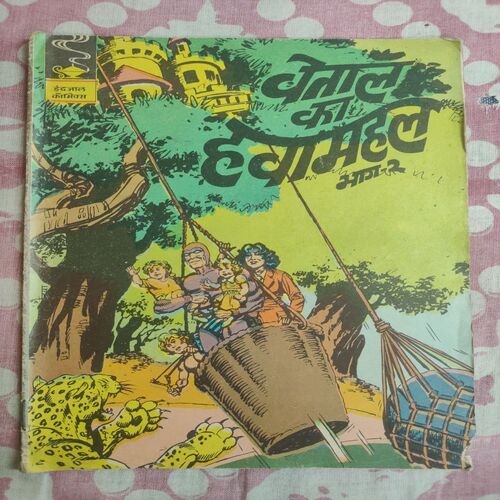 इंद्रजाल
कॉमिक्स
वेताल
का
हवामहल
भाग-२